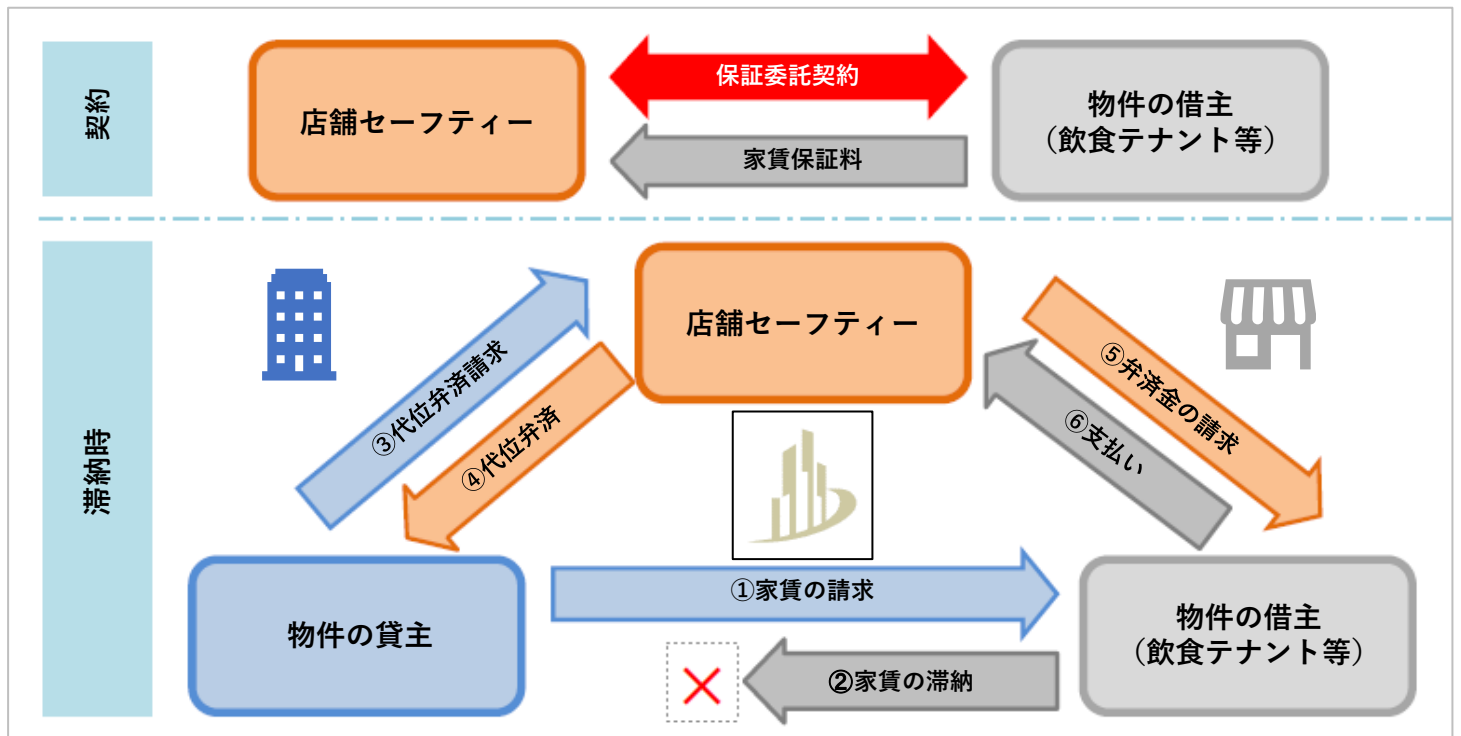 契約
店舗セーフティー
保証委託契約
家賃保証料
物件の借主
（飲食テナント等）
滞納時
店舗セーフティー
③代位弁済請求
④代位弁済
⑤弁済金の請求
⑥支払い
物件の貸主
①家賃の請求
②家賃の滞納
物件の借主
（飲食テナント等）